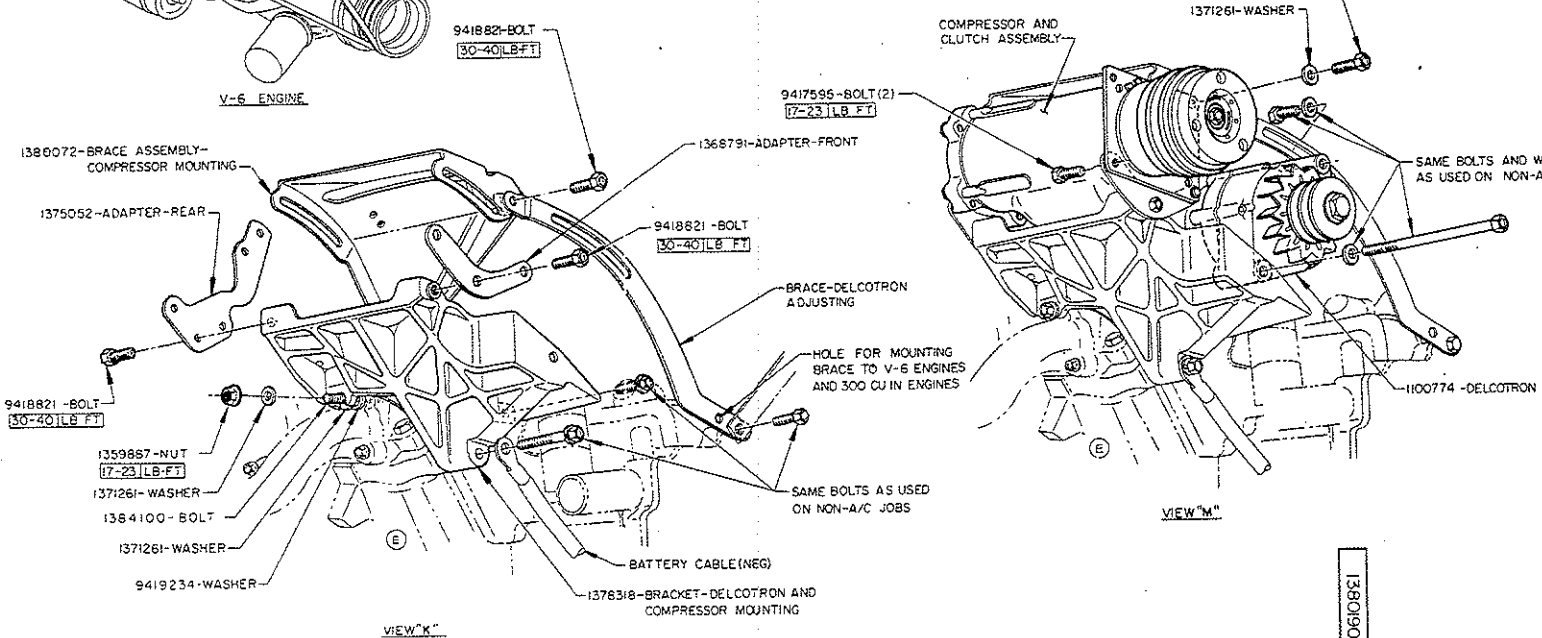 V-6 ENGINE
9418821-BOLT
30-40 LB-FT
1380072-BRACE ASSEMBLY-
COMPRESSOR MOUNTING
1375052-ADAPTER-REAR
1368791-ADAPTER-FRONT
9418821 -BOLT
30-40 LB FT
BRACE-DELCOTRON
ADJUSTING
HOLE FOR MOUNTING
BRACE TO V-6 ENGINES
AND 300 CU IN ENGINES
9418821 -BOLT
30-40 LB FT
1359887-NUT
17-23 LB-FT
1371261-WASHER
1384100-BOLT
1371261-WASHER
9419234-WASHER
E
SAME BOLTS AS USED
ON NON-A/C JOBS
BATTERY CABLE(NEG)
1378318-BRACKET-DELCOTRON AND
COMPRESSOR MOUNTING
VIEW"K"
COMPRESSOR AND
CLUTCH ASSEMBLY
1371261-WASHER
9417595-BOLT(2)
17-23 LB FT
SAME BOLTS AND W
AS USED ON NON-A
1100774-DELCOTRON
E
VIEW"M"
1380190